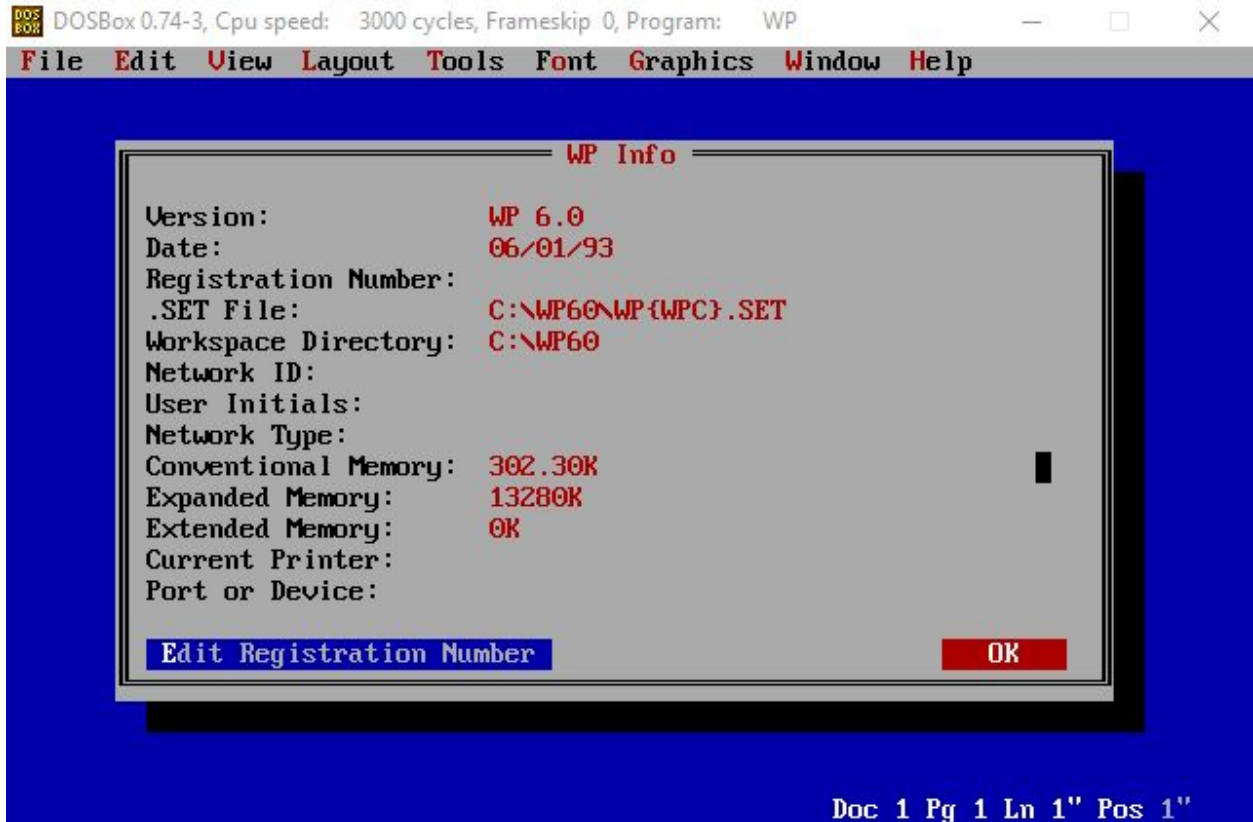 DOS BOX DOSBox 0.74-3, Cpu speed: 3000 cycles, Frameskip 0, Program: WP
File Edit View Layout Tools Font Graphics Window Help
WP Info
Version: WP 6.0
Date: 06/01/93
Registration Number:
.SET File: C:\WP60\WP{WPC}.SET
Workspace Directory: C:\WP60
Network ID:
User Initials:
Network Type:
Conventional Memory: 302.30K
Expanded Memory: 13280K
Extended Memory: 0K
Current Printer:
Port or Device:
Edit Registration Number OK
Doc 1 Pg 1 Ln 1" Pos 1"